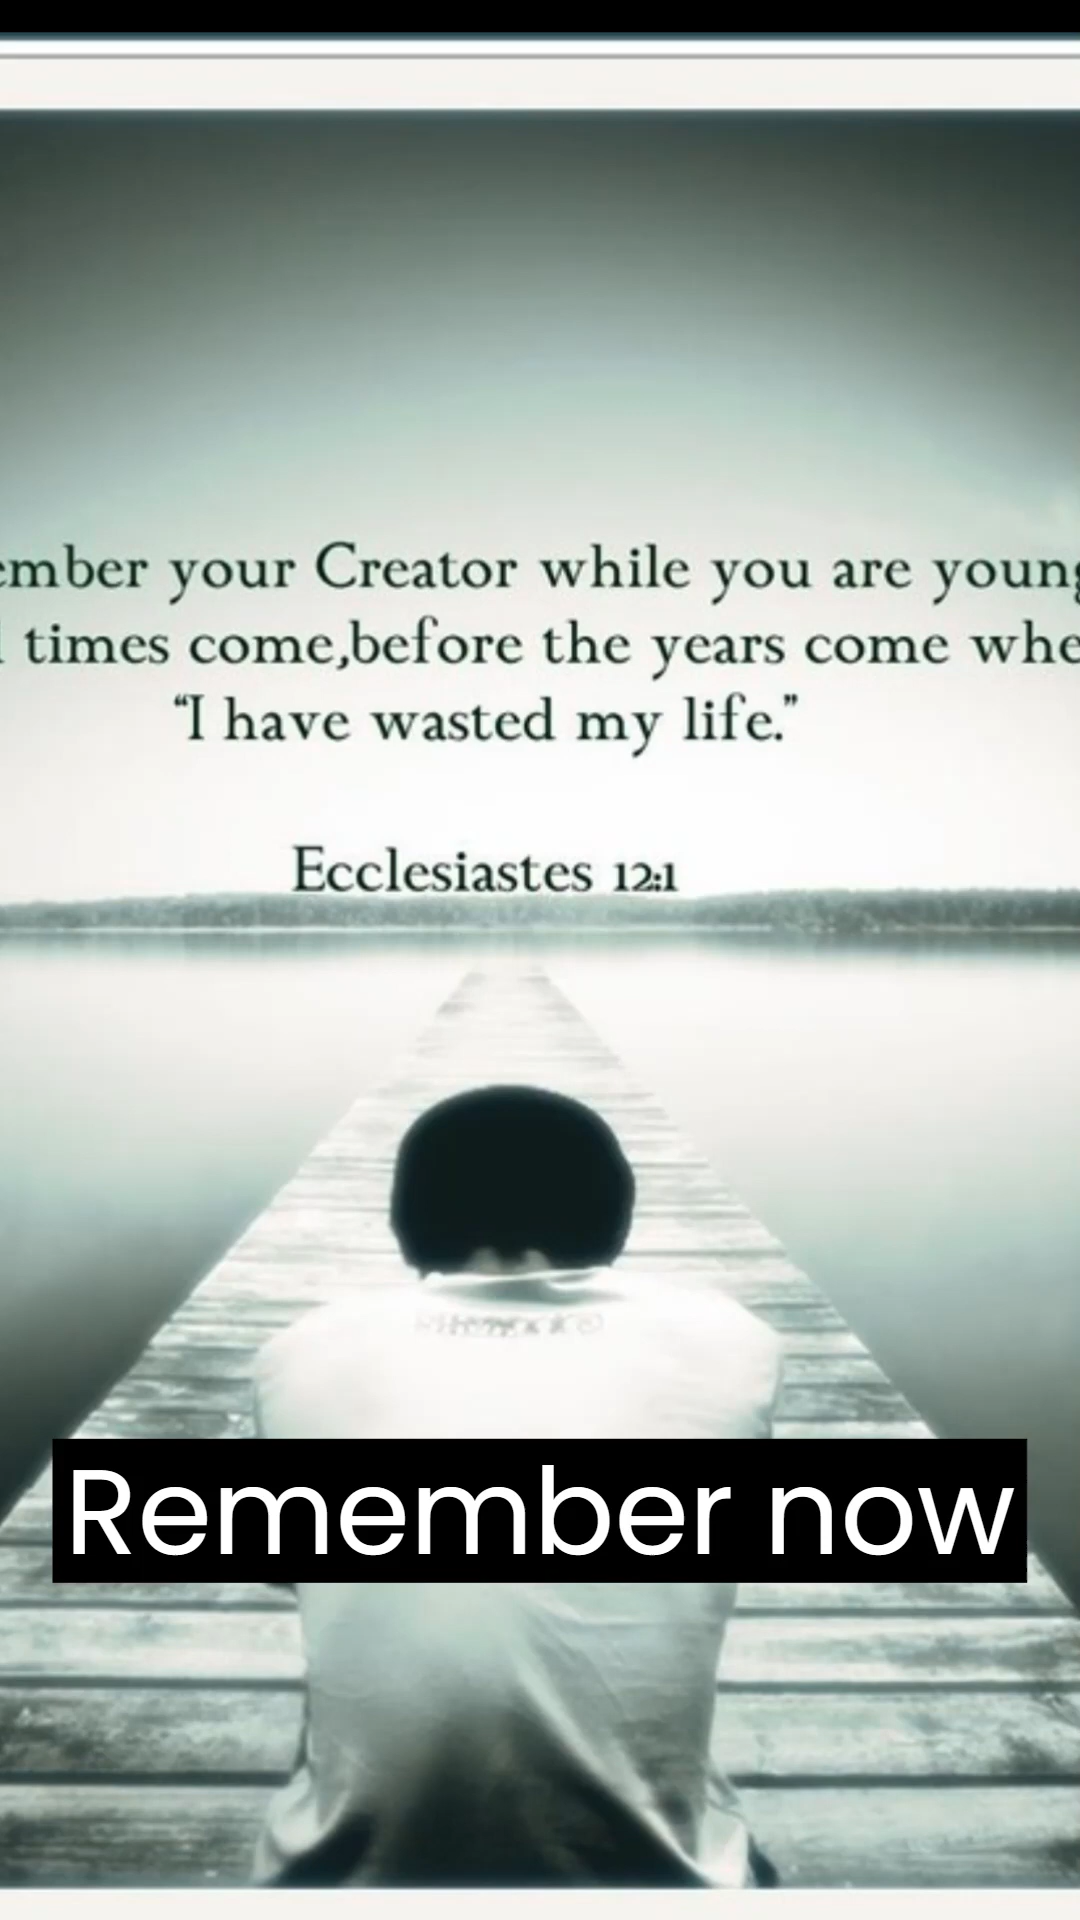 ember your Creator while you are young
times come,before the years come whe
“I have wasted my life.”
Ecclesiastes 12:1
Remember now